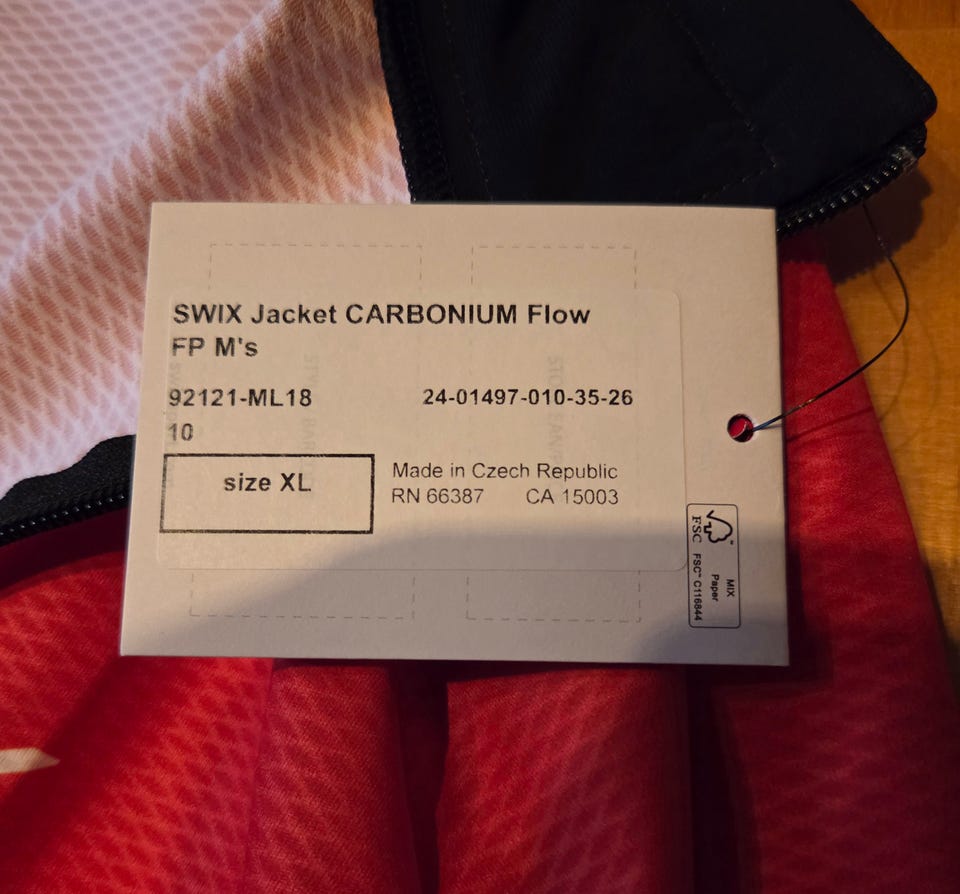 SWIX Jacket CARBONIUM Flow
FP M's
92121-ML18 24-01497-010-35-26
10
size XL
Made in Czech Republic
RN 66387 CA 15003
FSC
MIX
Paper
FSC™ C116844